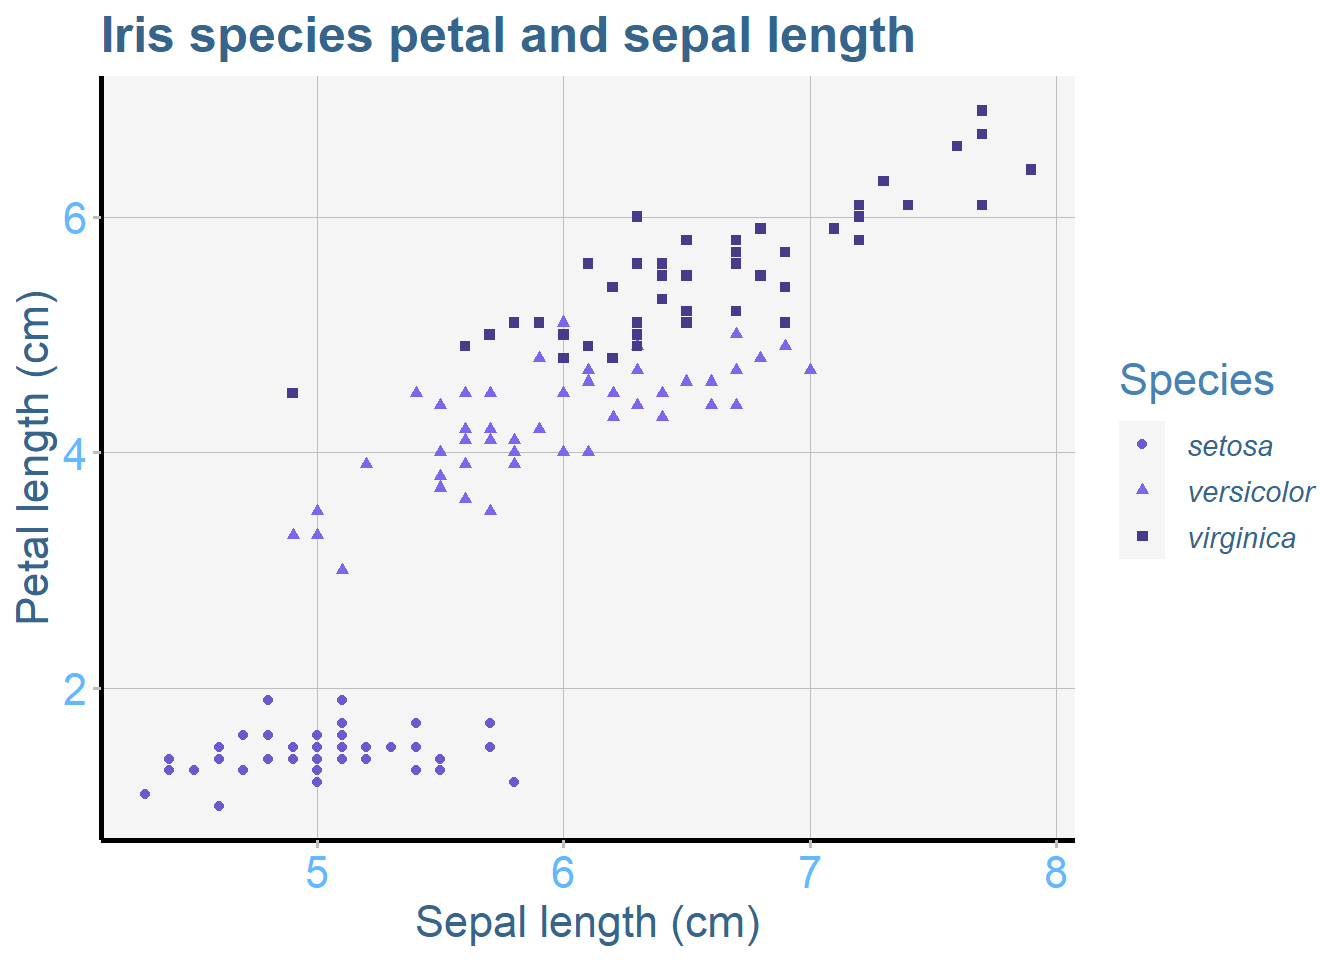 Iris species petal and sepal length
Petal length (cm)
6
4
2
5 6 7 8
Sepal length (cm)
Species
setosa
versicolor
virginica